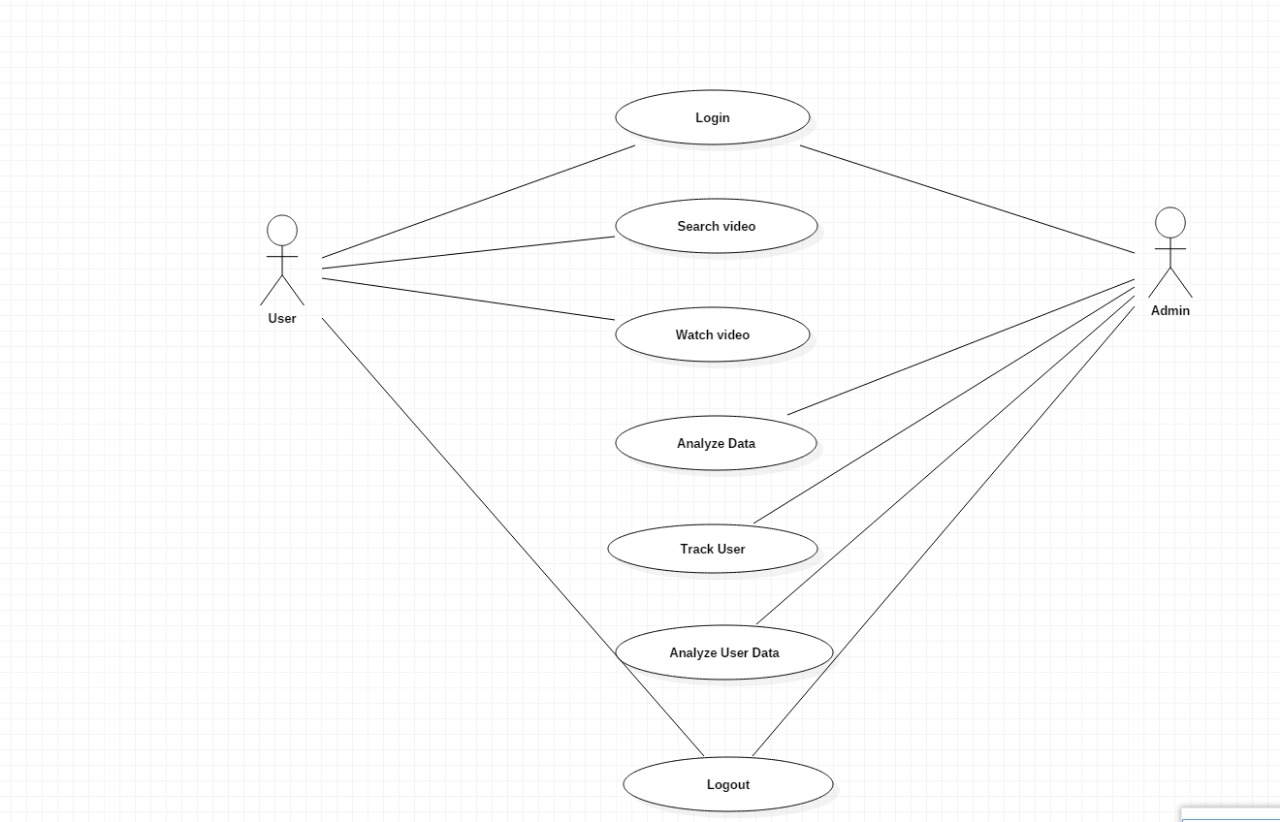 Login
Search video
User
Admin
Watch video
Analyze Data
Track User
Analyze User Data
Logout